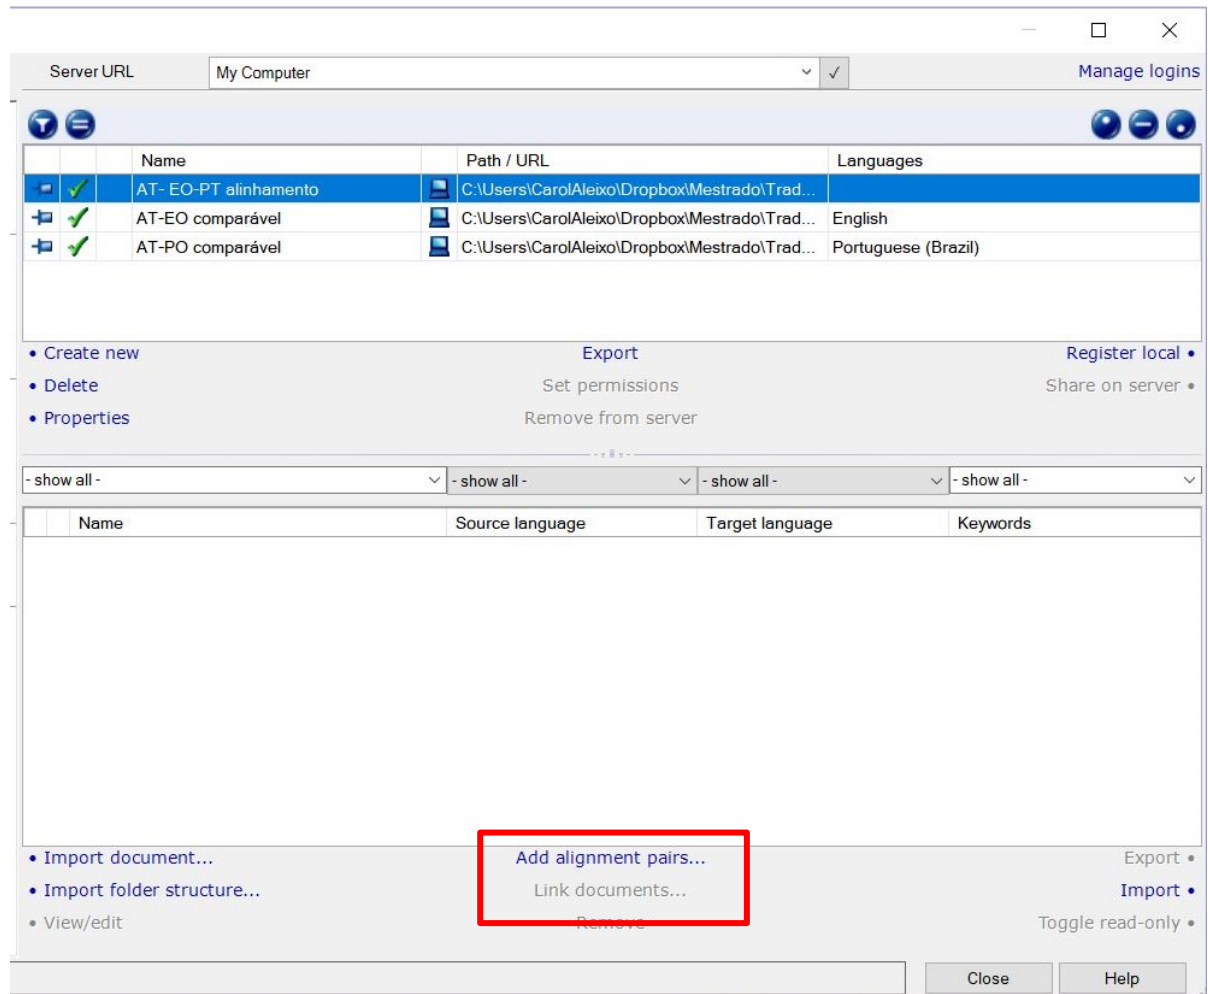 Server URL My Computer Manage logins
Name Path / URL Languages
AT- EO-PT alinhamento C:\Users\CarolAleixo\Dropbox\Mestrado\Trad...
AT-EO comparável C:\Users\CarolAleixo\Dropbox\Mestrado\Trad... English
AT-PO comparável C:\Users\CarolAleixo\Dropbox\Mestrado\Trad... Portuguese (Brazil)
• Create new Export Register local •
• Delete Set permissions Share on server •
• Properties Remove from server
- show all - - show all - - show all - - show all -
Name Source language Target language Keywords
• Import document... Add alignment pairs... Export •
• Import folder structure... Link documents... Import •
• View/edit Remove Toggle read-only •
Close Help